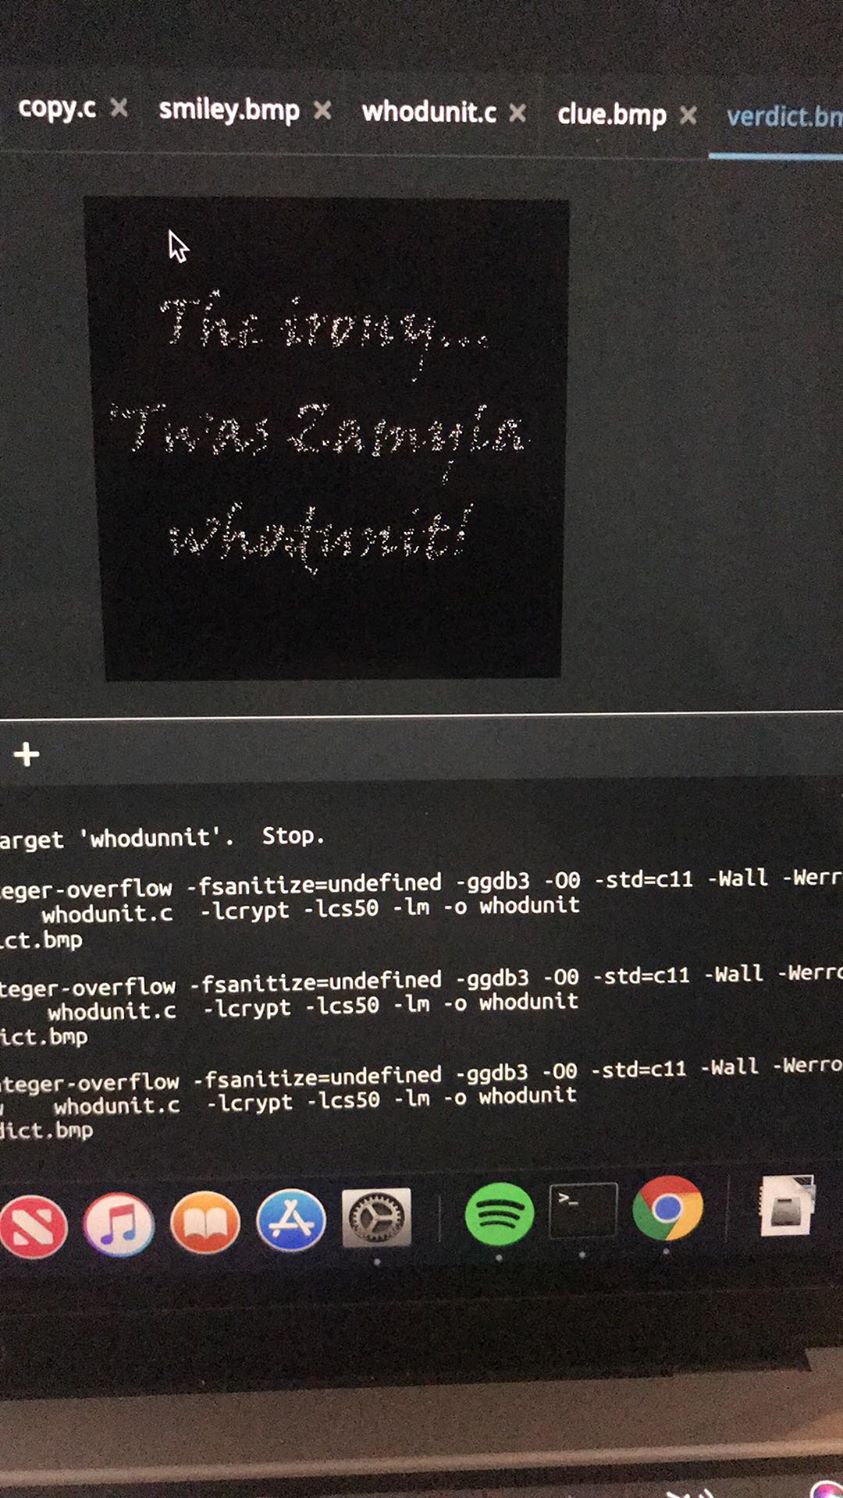 copy.c × smiley.bmp × whodunit.c × clue.bmp × verdict.bm
The irony...
'Twas Zamyla
whodunit!
+
arget 'whodunnit'. Stop.
teger-overflow -fsanitize=undefined -ggdb3 -O0 -std=c11 -Wall -Werr
whodunit.c -lcrypt -lcs50 -lm -o whodunit
ict.bmp
teger-overflow -fsanitize=undefined -ggdb3 -O0 -std=c11 -Wall -Werro
whodunit.c -lcrypt -lcs50 -lm -o whodunit
ict.bmp
nteger-overflow -fsanitize=undefined -ggdb3 -O0 -std=c11 -Wall -Werro
whodunit.c -lcrypt -lcs50 -lm -o whodunit
dict.bmp
>_